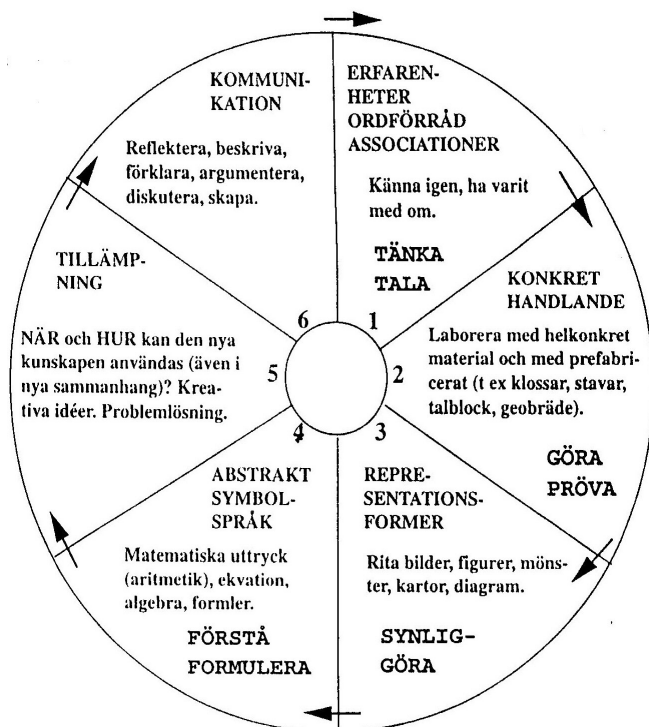 KOMMUNI-
KATION
Reflektera, beskriva,
förklara, argumentera,
diskutera, skapa.
6
ERFAREN-
HETER
ORDFÖRRÅD
ASSOCIATIONER
Känna igen, ha varit
med om.
TÄNKA
TALA
1
KONKRET
HANDLANDE
Laborera med helkonkret
material och med prefabri-
cerat (t ex klossar, stavar,
talblock, geobräde).
GÖRA
PRÖVA
2
REPRE-
SENTATIONS-
FORMER
Rita bilder, figurer, möns-
ter, kartor, diagram.
SYNLIG-
GÖRA
3
ABSTRAKT
SYMBOL-
SPRÅK
Matematiska uttryck
(aritmetik), ekvation,
algebra, formler.
FÖRSTÅ
FORMULERA
4
TILLÄMP-
NING
NÄR och HUR kan den nya
kunskapen användas (även i
nya sammanhang)? Krea-
tiva idéer. Problemlösning.
5